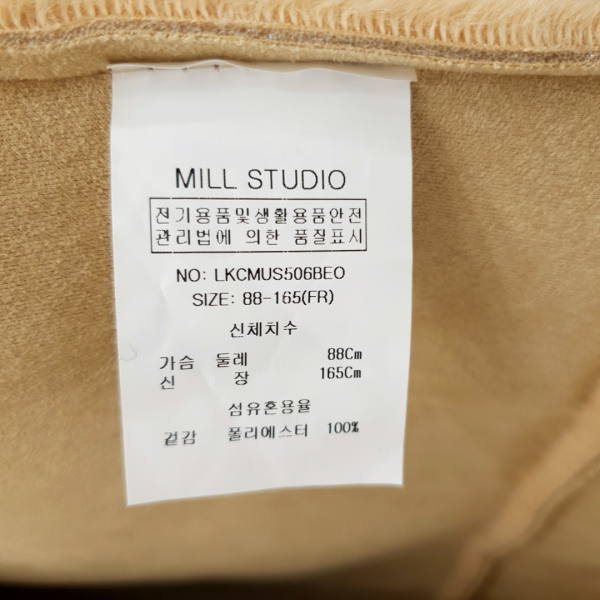 MILL STUDIO
전기용품및생활용품안전
관리법에 의한 품질표시
NO: LKCMUS506BEO
SIZE: 88-165(FR)
신체치수
가슴 둘레 88Cm
신 장 165Cm
섬유혼용율
겉감 폴리에스터 100%